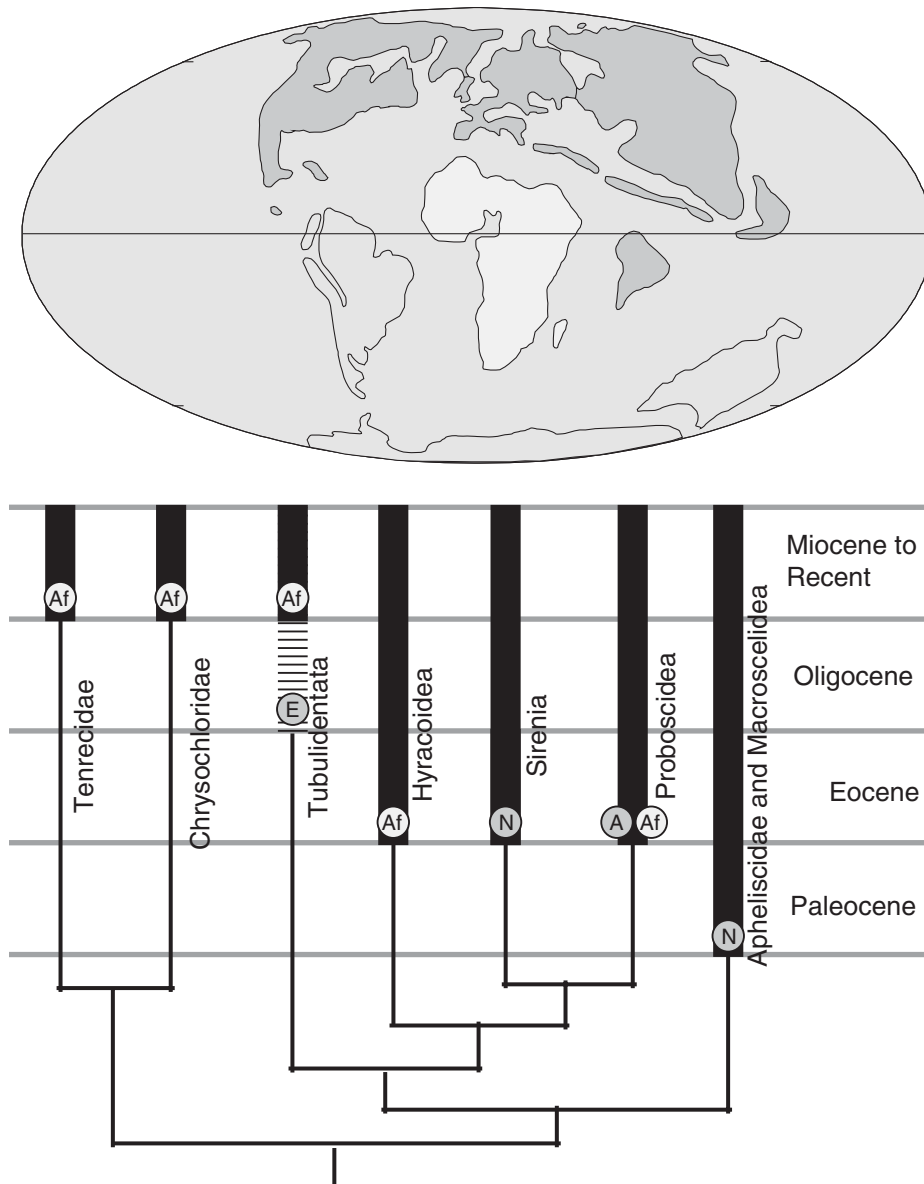 Miocene to
Recent
Af
Af
Af
Oligocene
E
Tenrecidae
Chrysochloridae
Tubulidentata
Hyracoidea
Sirenia
Proboscidea
Apheliscidae and Macroscelidea
Eocene
Af
N
A
Af
Paleocene
N